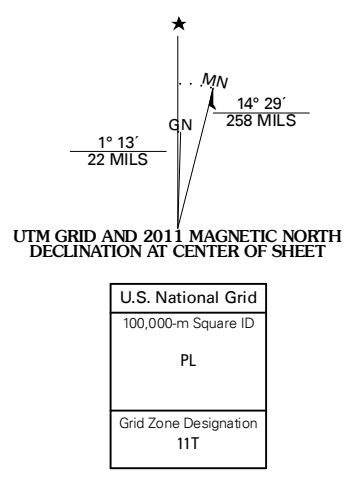 MN
14° 29´
258 MILS
GN
1° 13´
22 MILS
UTM GRID AND 2011 MAGNETIC NORTH
DECLINATION AT CENTER OF SHEET
U.S. National Grid
100,000-m Square ID
PL
Grid Zone Designation
11T